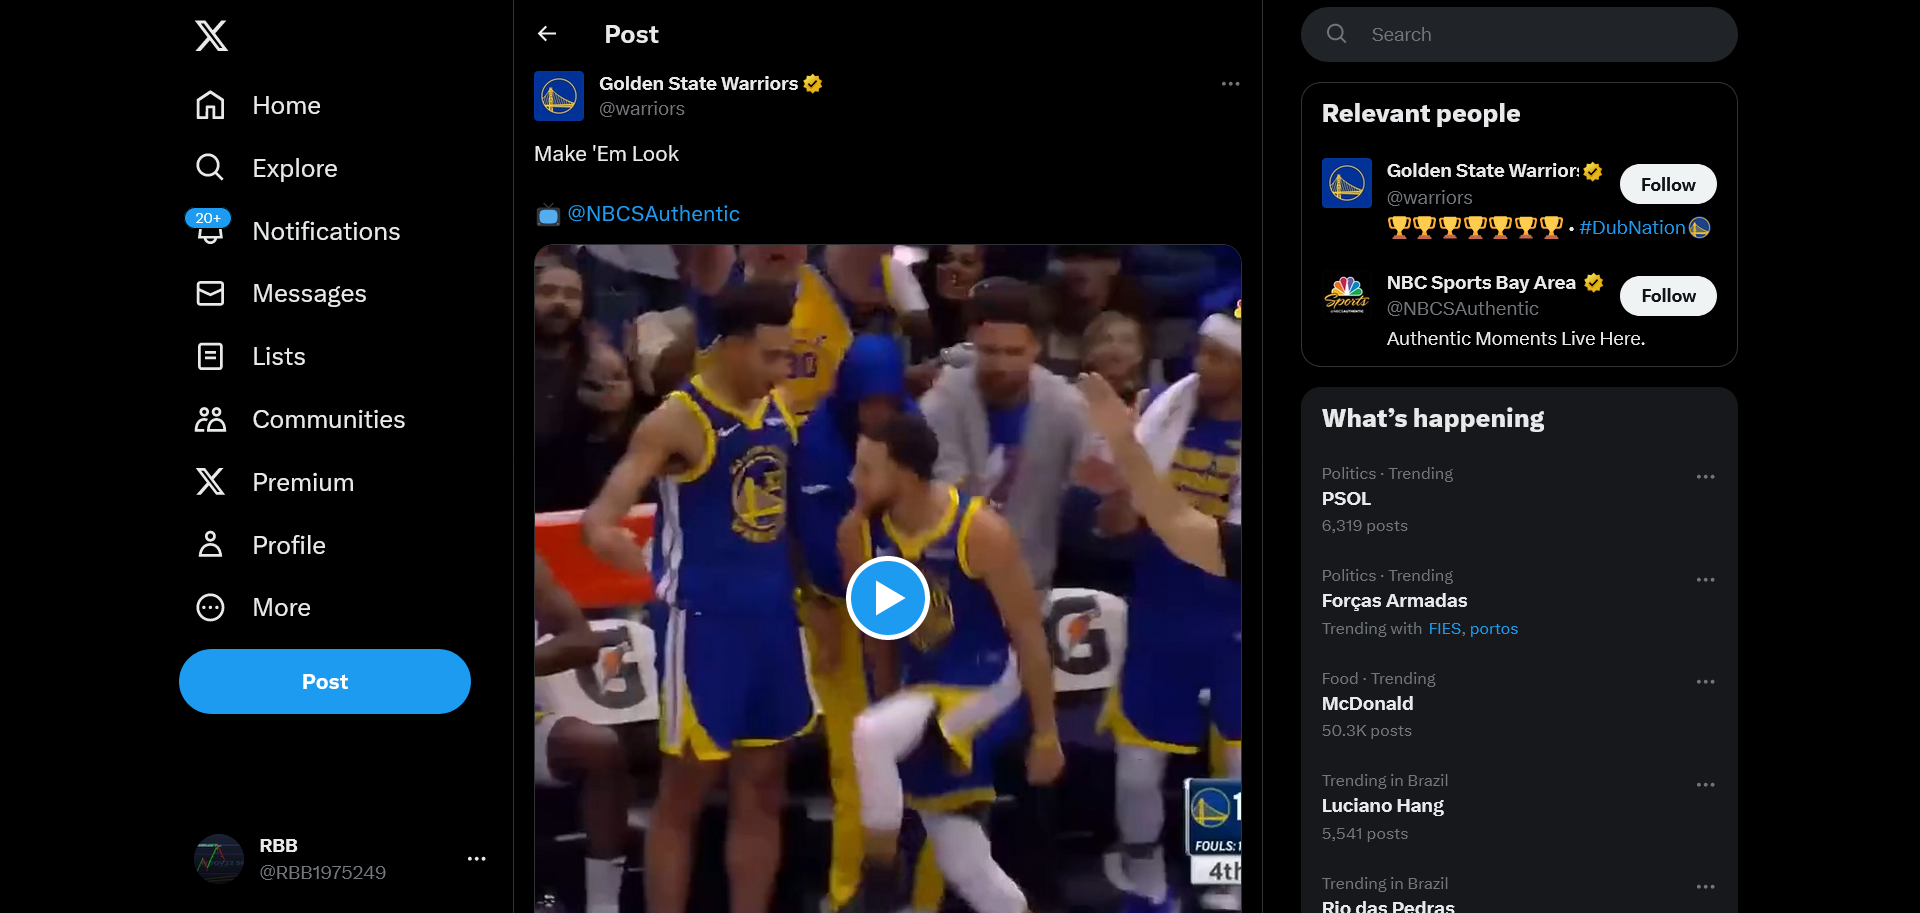 Home
Explore
20+
Notifications
Messages
Lists
Communities
Premium
Profile
More
Post
RBB
@RBB1975249
Post
Golden State Warriors
@warriors
Make 'Em Look
@NBCSAuthentic
FOULS:
4th
Search
Relevant people
Golden State Warriors
@warriors
Follow
• #DubNation
NBC Sports Bay Area
@NBCSAuthentic
Follow
Authentic Moments Live Here.
What’s happening
Politics · Trending
PSOL
6,319 posts
Politics · Trending
Forças Armadas
Trending with FIES, portos
Food · Trending
McDonald
50.3K posts
Trending in Brazil
Luciano Hang
5,541 posts
Trending in Brazil
Rio das Pedras